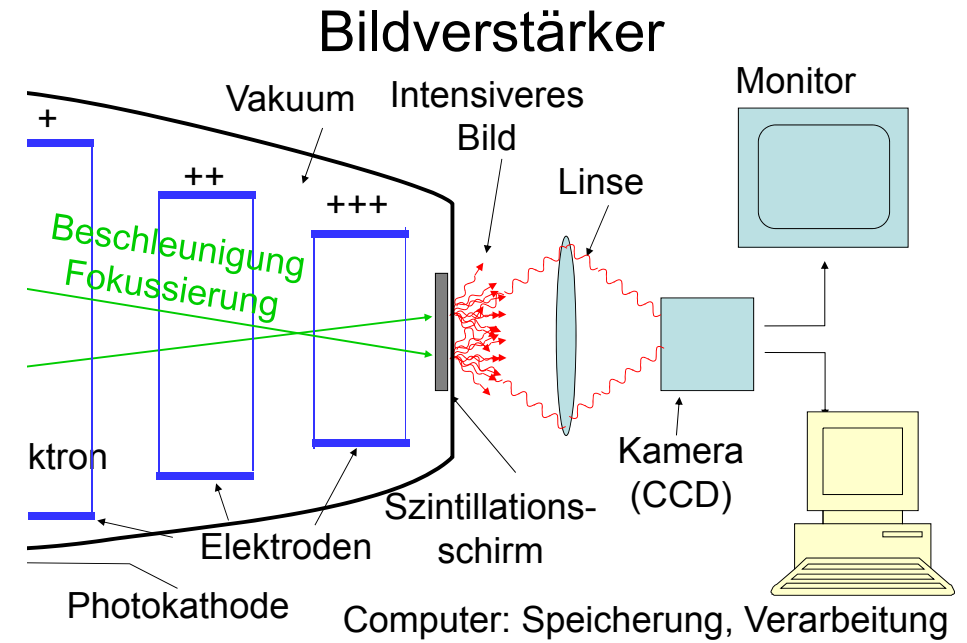 Bildverstärker
Vakuum
Intensiveres
Bild
Monitor
+
++
+++
Linse
Beschleunigung
Fokussierung
ktron
Elektroden
Photokathode
Szintillations-
schirm
Kamera
(CCD)
Computer: Speicherung, Verarbeitung